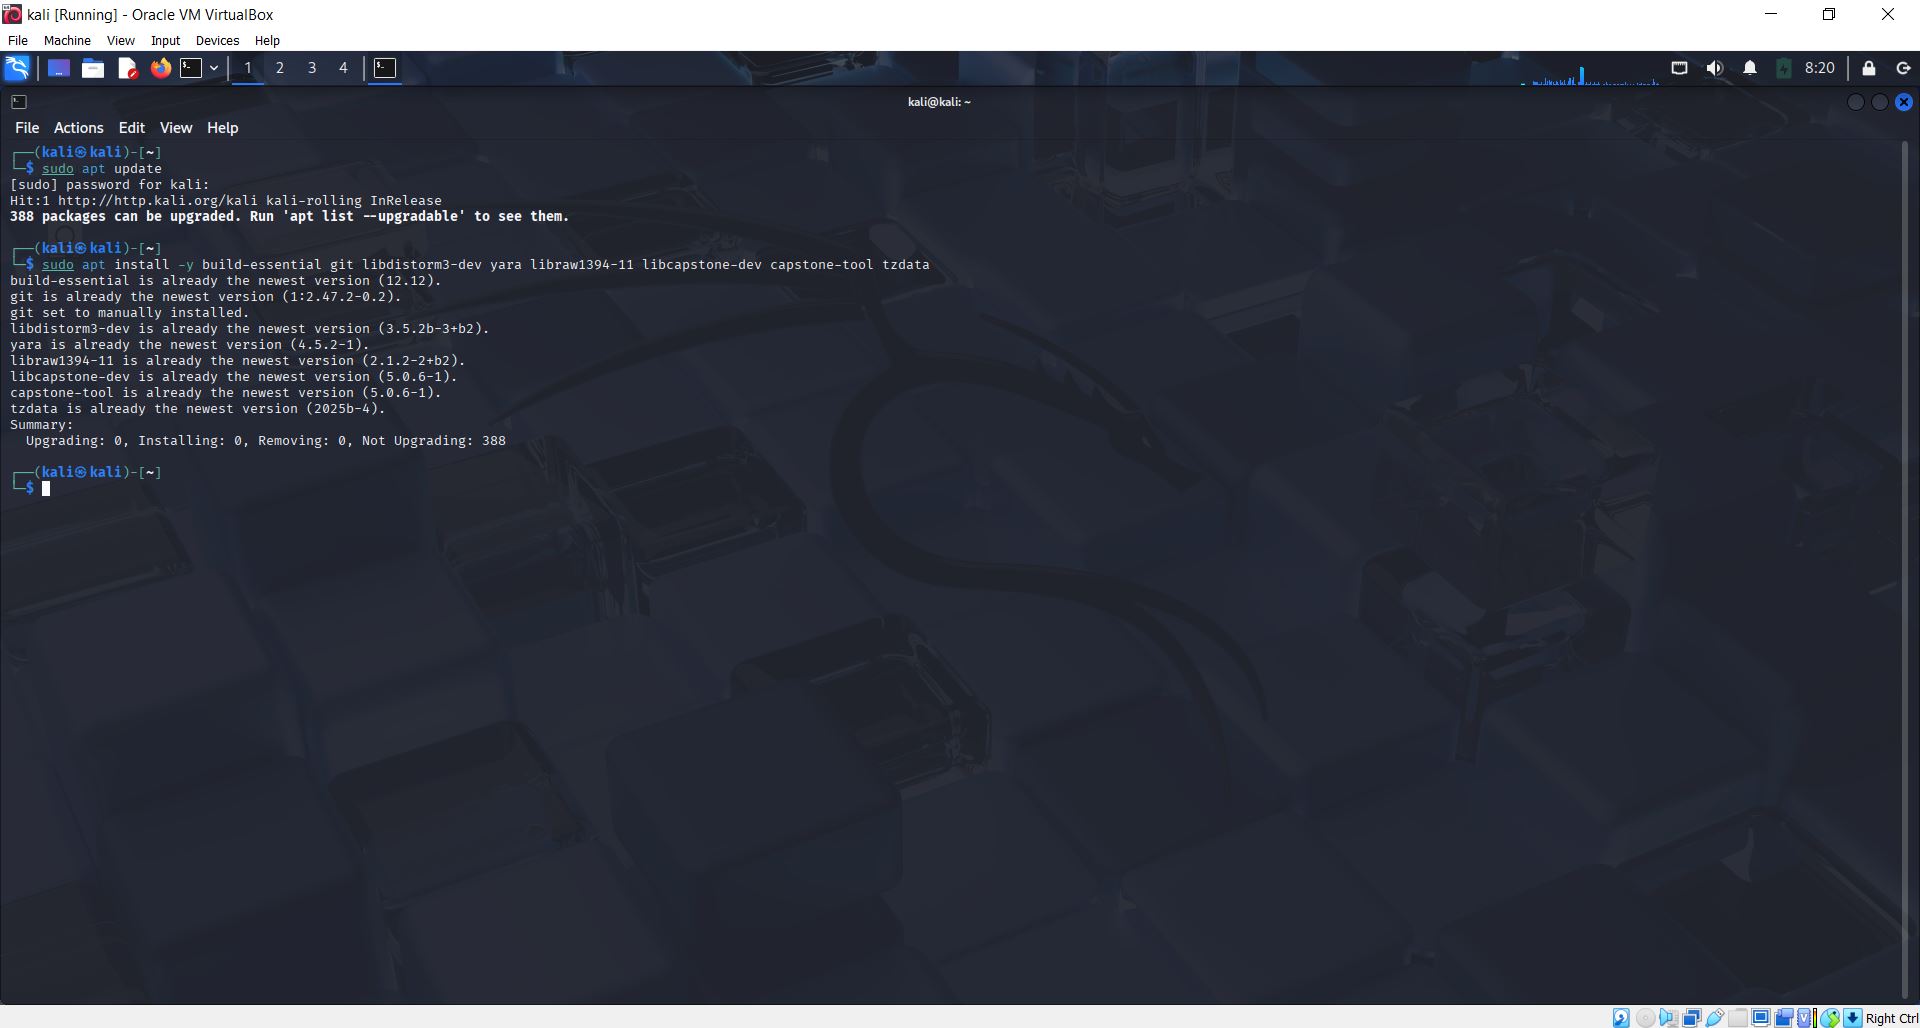 kali [Running] - Oracle VM VirtualBox
File Machine View Input Devices Help
1 2 3 4
8:20
kali@kali: ~
File Actions Edit View Help
┌──(kali㉿kali)-[~]
└─$ sudo apt update
[sudo] password for kali:
Hit:1 http://http.kali.org/kali kali-rolling InRelease
388 packages can be upgraded. Run 'apt list --upgradable' to see them.
┌──(kali㉿kali)-[~]
└─$ sudo apt install -y build-essential git libdistorm3-dev yara libraw1394-11 libcapstone-dev capstone-tool tzdata
build-essential is already the newest version (12.12).
git is already the newest version (1:2.47.2-0.2).
git set to manually installed.
libdistorm3-dev is already the newest version (3.5.2b-3+b2).
yara is already the newest version (4.5.2-1).
libraw1394-11 is already the newest version (2.1.2-2+b2).
libcapstone-dev is already the newest version (5.0.6-1).
capstone-tool is already the newest version (5.0.6-1).
tzdata is already the newest version (2025b-4).
Summary:
  Upgrading: 0, Installing: 0, Removing: 0, Not Upgrading: 388
┌──(kali㉿kali)-[~]
└─$
Right Ctrl